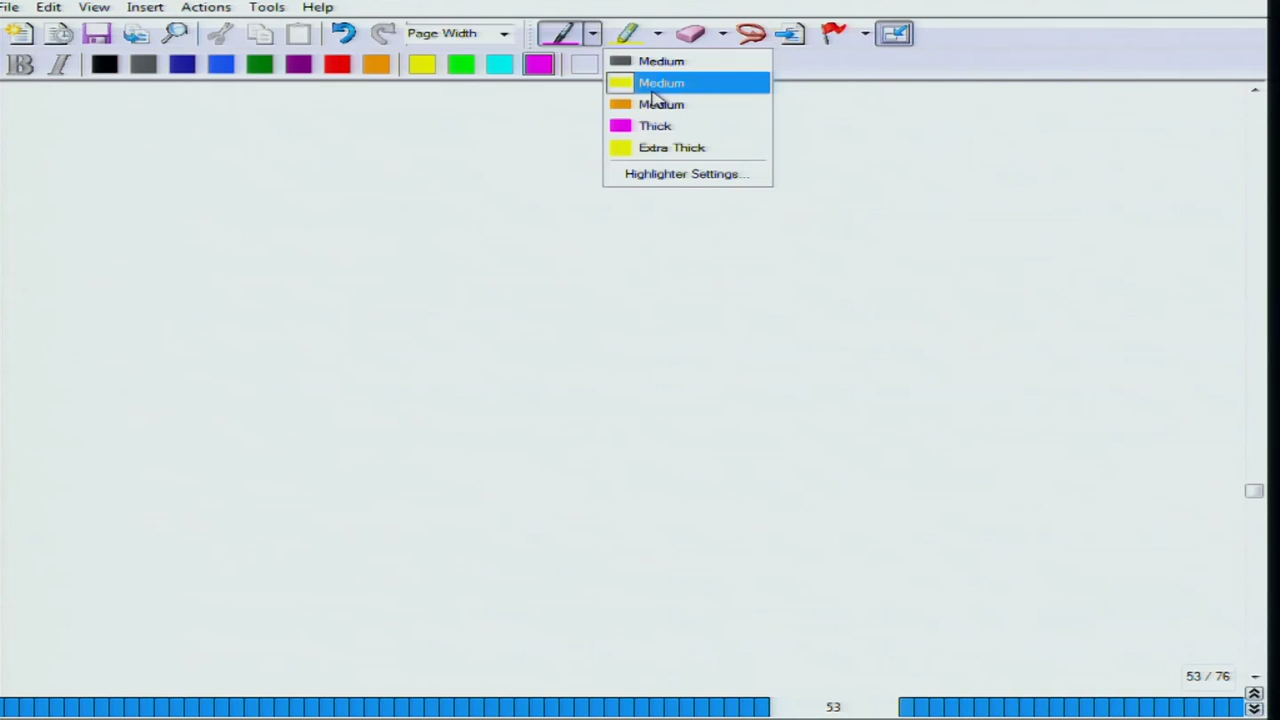 File Edit View Insert Actions Tools Help
Page Width
B I
Medium
Medium
Medium
Thick
Extra Thick
Highlighter Settings...
53 / 76
53